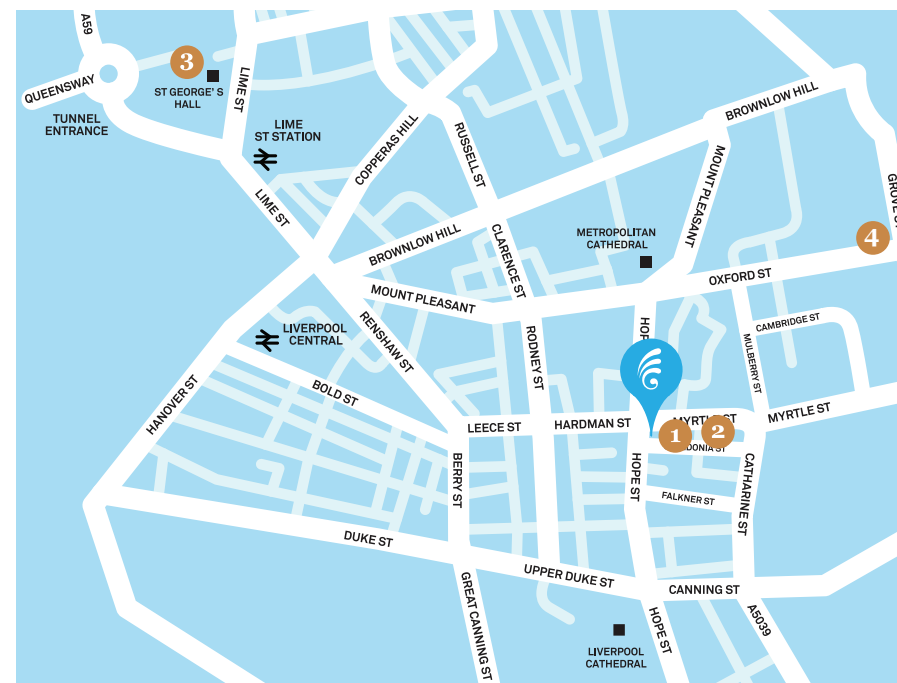 A59
3
QUEENSWAY
ST GEORGE' S
HALL
LIME ST
TUNNEL
ENTRANCE
LIME
ST STATION
COPPERAS HILL
RUSSELL ST
BROWNLOW HILL
MOUNT PLEASANT
LIME ST
BROWNLOW HILL
CLARENCE ST
METROPOLITAN
CATHEDRAL
4
OXFORD ST
MOUNT PLEASANT
LIVERPOOL
CENTRAL
RENSHAW ST
RODNEY ST
CAMBRIDGE ST
MULBERRY ST
HANOVER ST
BOLD ST
LEECE ST
HARDMAN ST
MYRTLE ST
1
2
MYRTLE ST
BERRY ST
HOPE ST
CATHARINE ST
FALKNER ST
DUKE ST
UPPER DUKE ST
CANNING ST
GREAT CANNING ST
HOPE ST
A5039
LIVERPOOL
CATHEDRAL